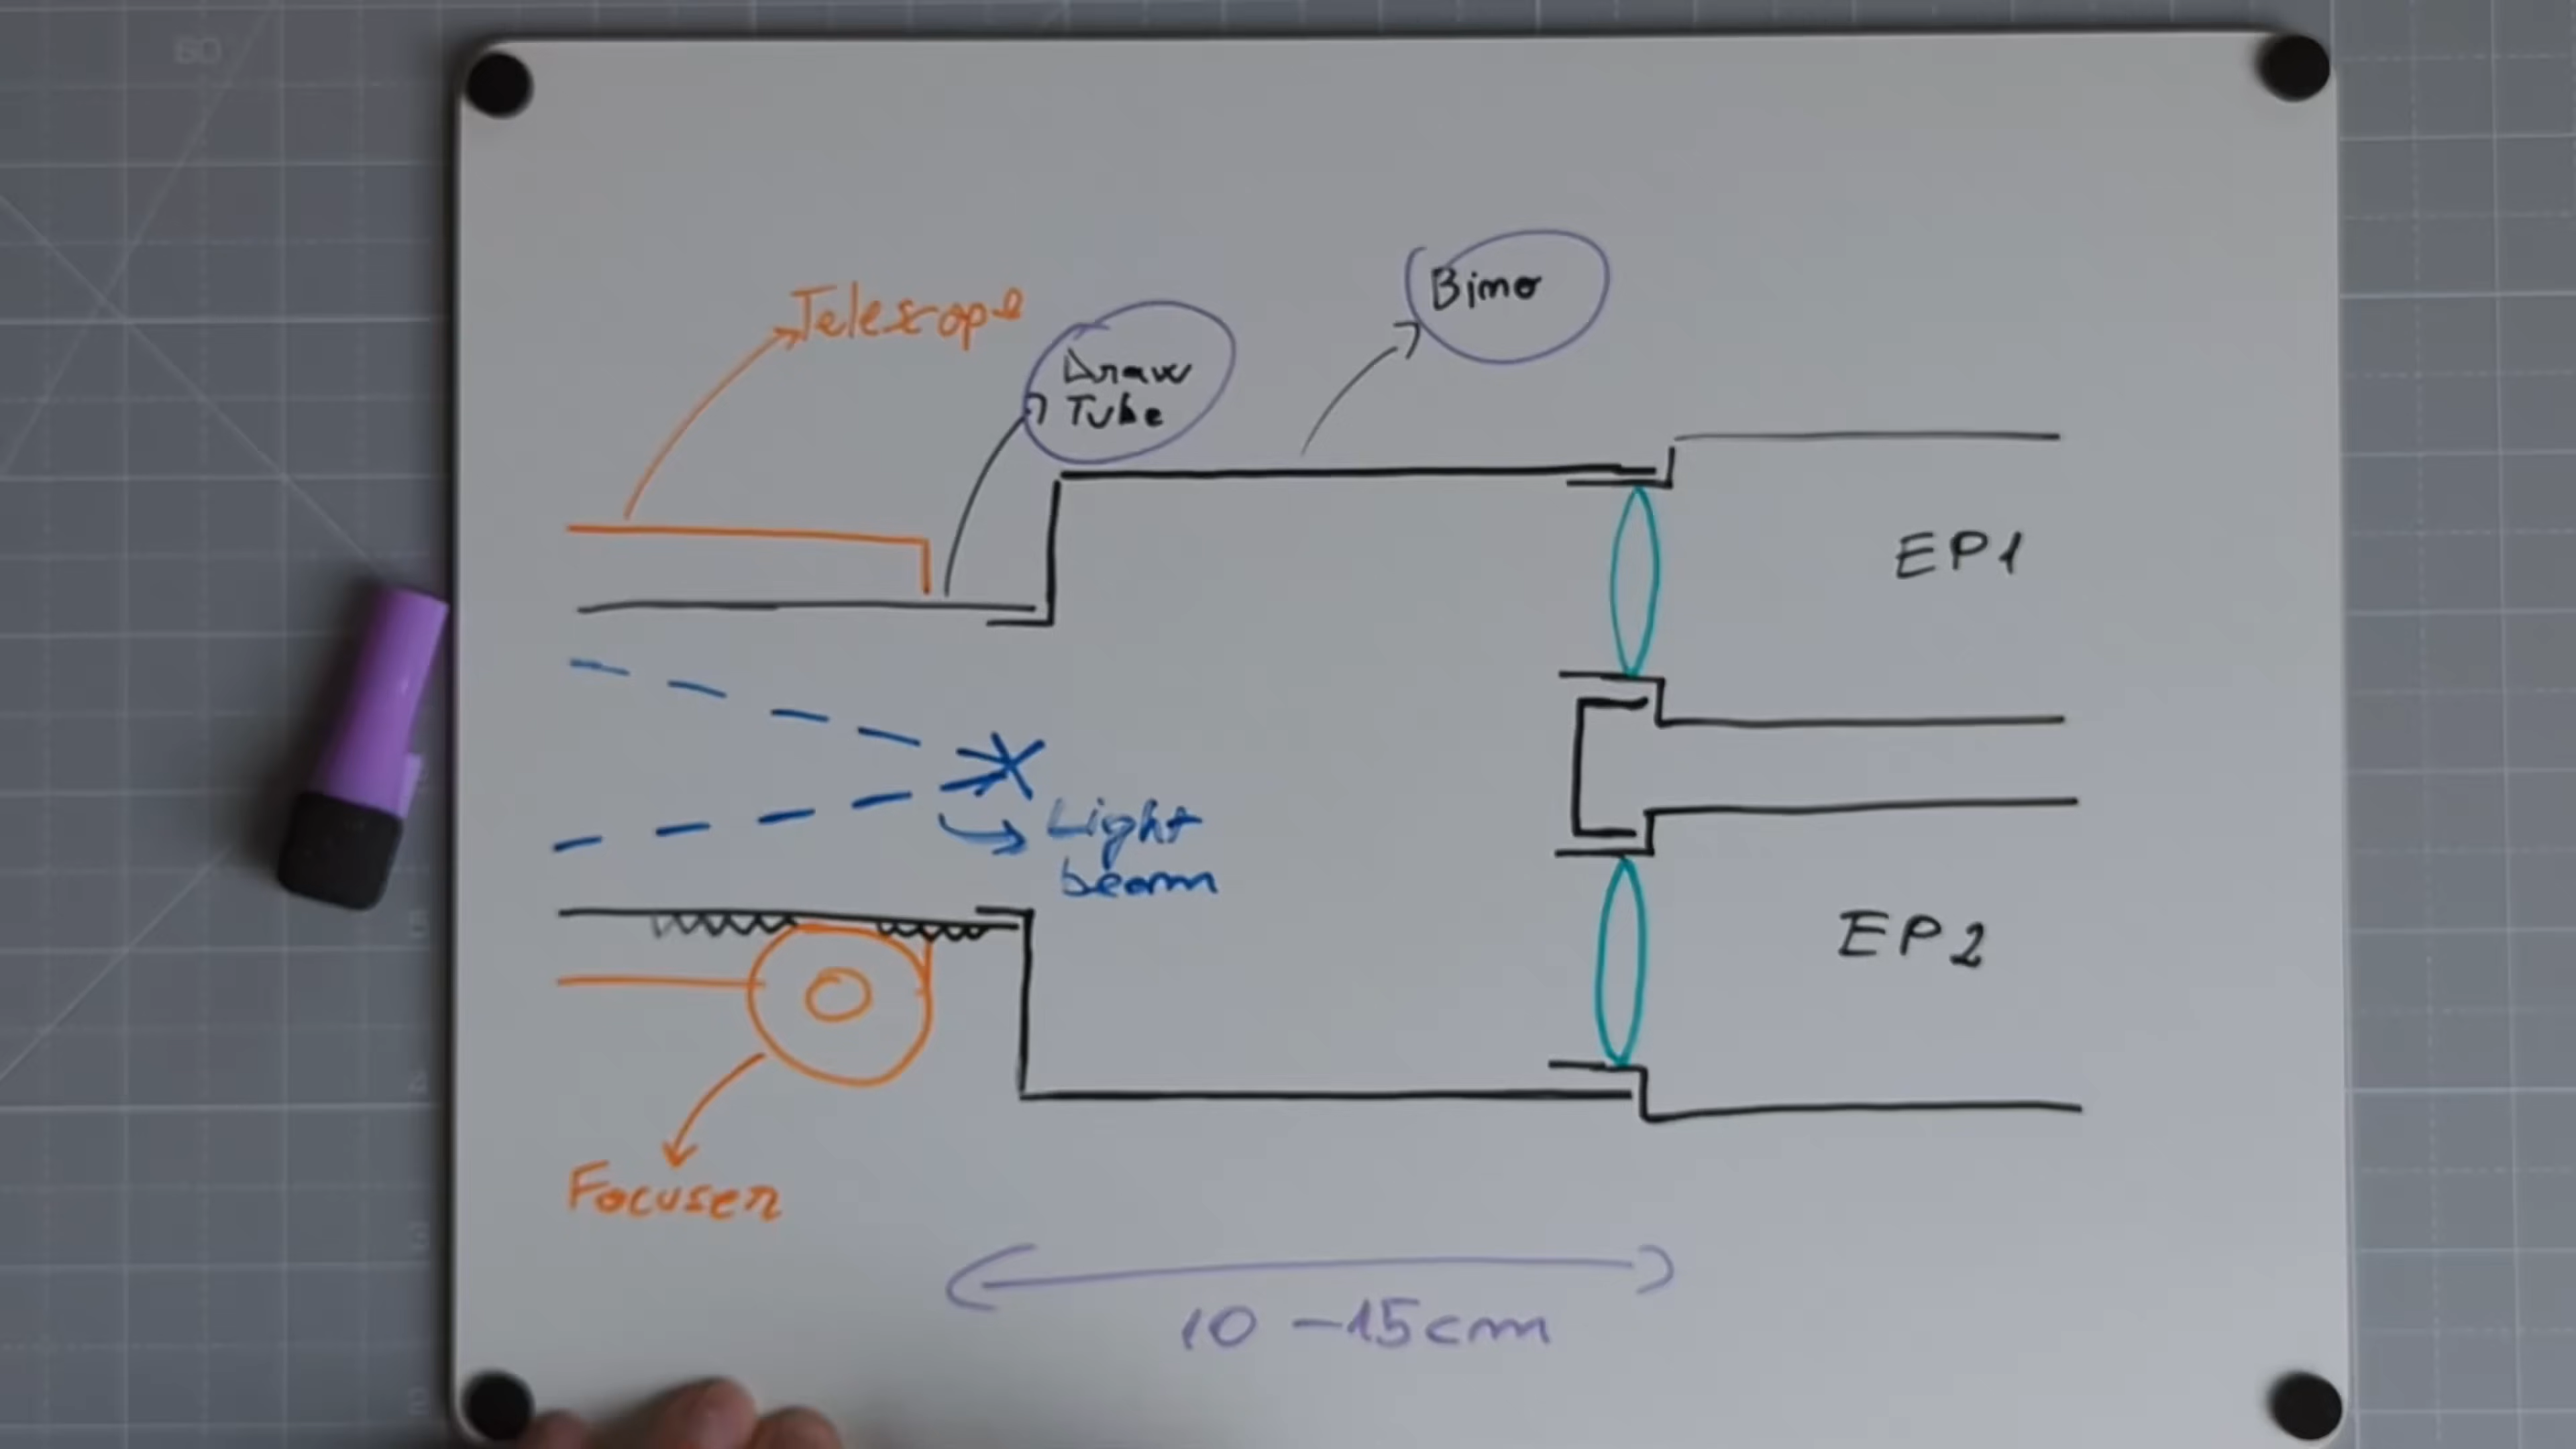 Bino
Telescope
Draw
Tube
EP1
Light
beam
EP2
Focuser
10-15cm